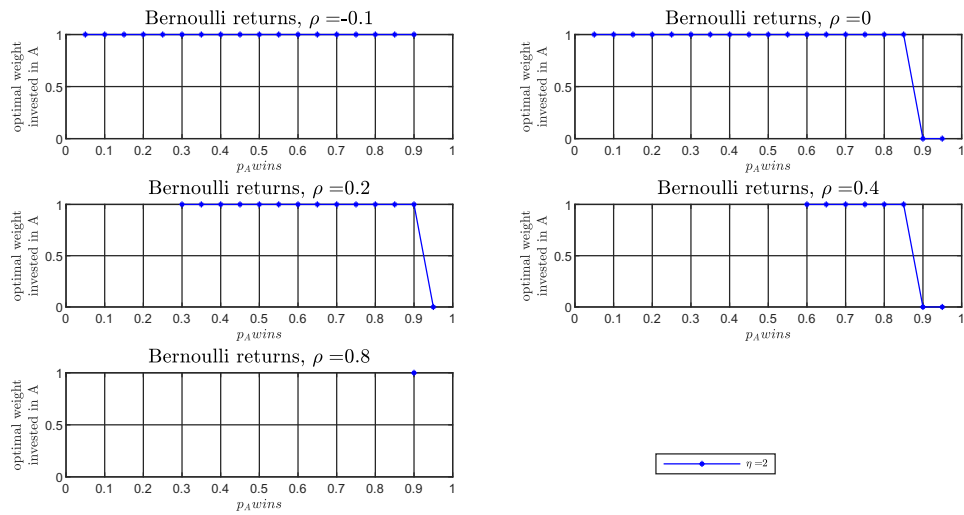 Bernoulli returns, ρ =-0.1
optimal weight
invested in A
1
0.5
0
0 0.1 0.2 0.3 0.4 0.5 0.6 0.7 0.8 0.9 1
p_A wins
Bernoulli returns, ρ =0
optimal weight
invested in A
1
0.5
0
0 0.1 0.2 0.3 0.4 0.5 0.6 0.7 0.8 0.9 1
p_A wins
Bernoulli returns, ρ =0.2
optimal weight
invested in A
1
0.5
0
0 0.1 0.2 0.3 0.4 0.5 0.6 0.7 0.8 0.9 1
p_A wins
Bernoulli returns, ρ =0.4
optimal weight
invested in A
1
0.5
0
0 0.1 0.2 0.3 0.4 0.5 0.6 0.7 0.8 0.9 1
p_A wins
Bernoulli returns, ρ =0.8
optimal weight
invested in A
1
0.5
0
0 0.1 0.2 0.3 0.4 0.5 0.6 0.7 0.8 0.9 1
p_A wins
η =2